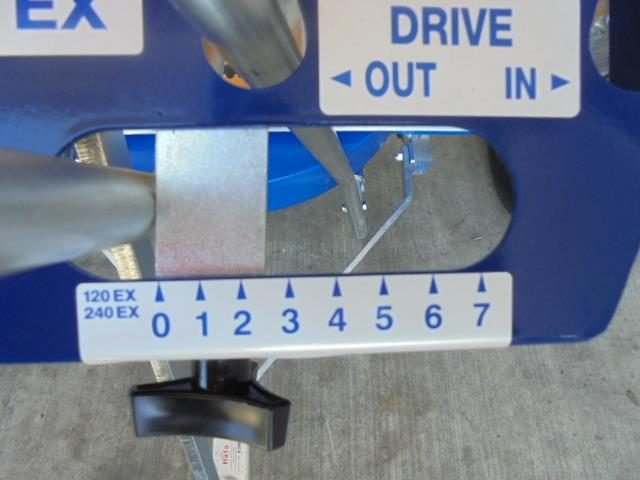 EX
DRIVE
◄ OUT IN ►
120 EX
240 EX
0 1 2 3 4 5 6 7